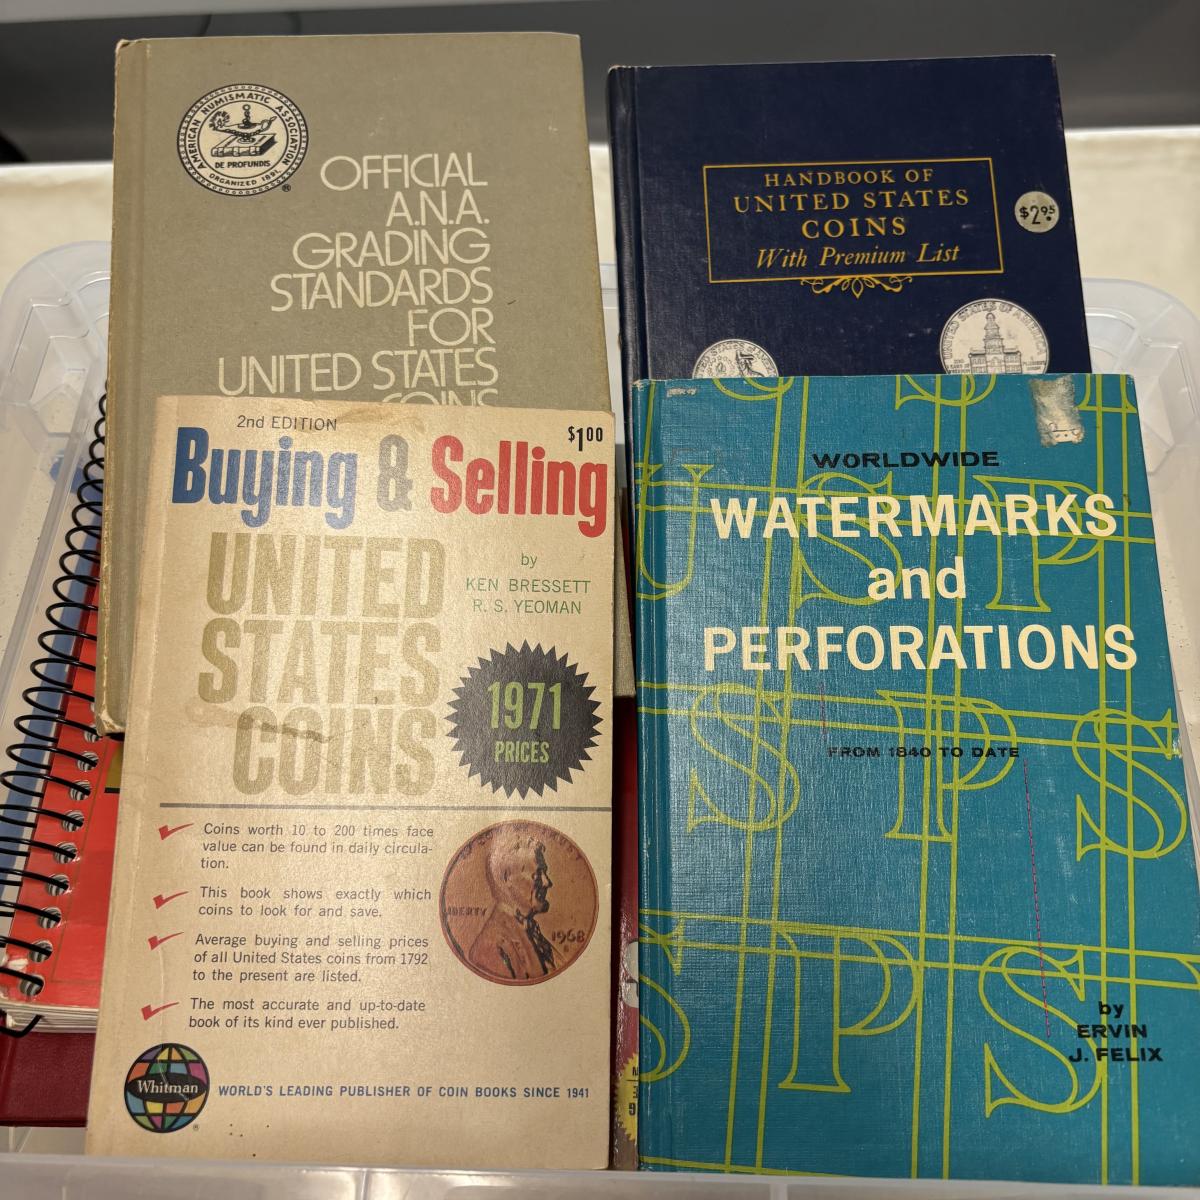 AMERICAN NUMISMATIC ASSOCIATION
DE PROFUNDIS
ORGANIZED 1891
®
OFFICIAL
A.N.A.
GRADING
STANDARDS
FOR
UNITED STATES
COINS
HANDBOOK OF
UNITED STATES
COINS
With Premium List
$2.95
UNITED STATES OF AMERICA
2nd EDITION
$1.00
Buying & Selling
UNITED
STATES
COINS
by
KEN BRESSETT
R. S. YEOMAN
1971
PRICES
Coins worth 10 to 200 times face
value can be found in daily circula-
tion.
This book shows exactly which
coins to look for and save.
Average buying and selling prices
of all United States coins from 1792
to the present are listed.
The most accurate and up-to-date
book of its kind ever published.
LIBERTY
1968
S
Whitman
®
WORLD'S LEADING PUBLISHER OF COIN BOOKS SINCE 1941
WORLDWIDE
WATERMARKS
and
PERFORATIONS
FROM 1840 TO DATE
by
ERVIN
J. FELIX
USPS